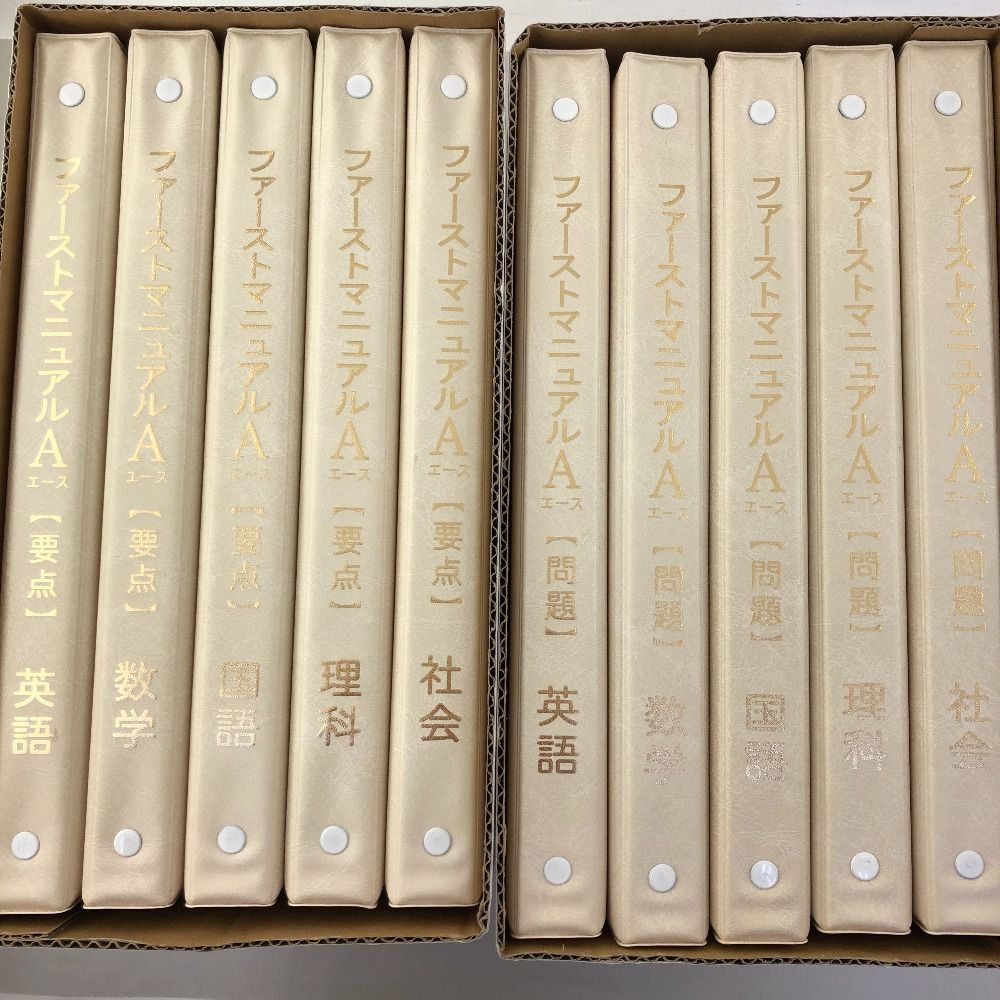 ファーストマニュアルA エース 【要点】 英語
ファーストマニュアルA エース 【要点】 数学
ファーストマニュアルA エース 【要点】 国語
ファーストマニュアルA エース 【要点】 理科
ファーストマニュアルA エース 【要点】 社会
ファーストマニュアルA エース 【問題】 英語
ファーストマニュアルA エース 【問題】 数学
ファーストマニュアルA エース 【問題】 国語
ファーストマニュアルA エース 【問題】 理科
ファーストマニュアルA エース 【問題】 社会